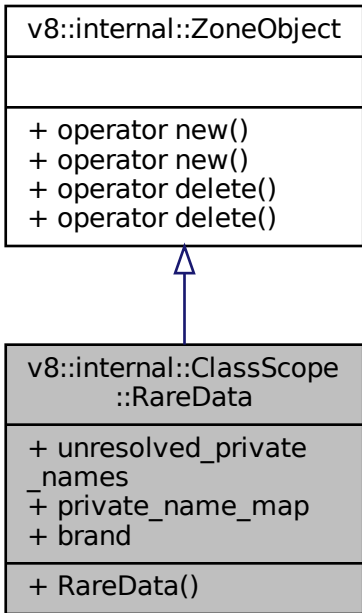 v8::internal::ZoneObject
+ operator new()
+ operator new()
+ operator delete()
+ operator delete()
v8::internal::ClassScope
::RareData
+ unresolved_private
_names
+ private_name_map
+ brand
+ RareData()